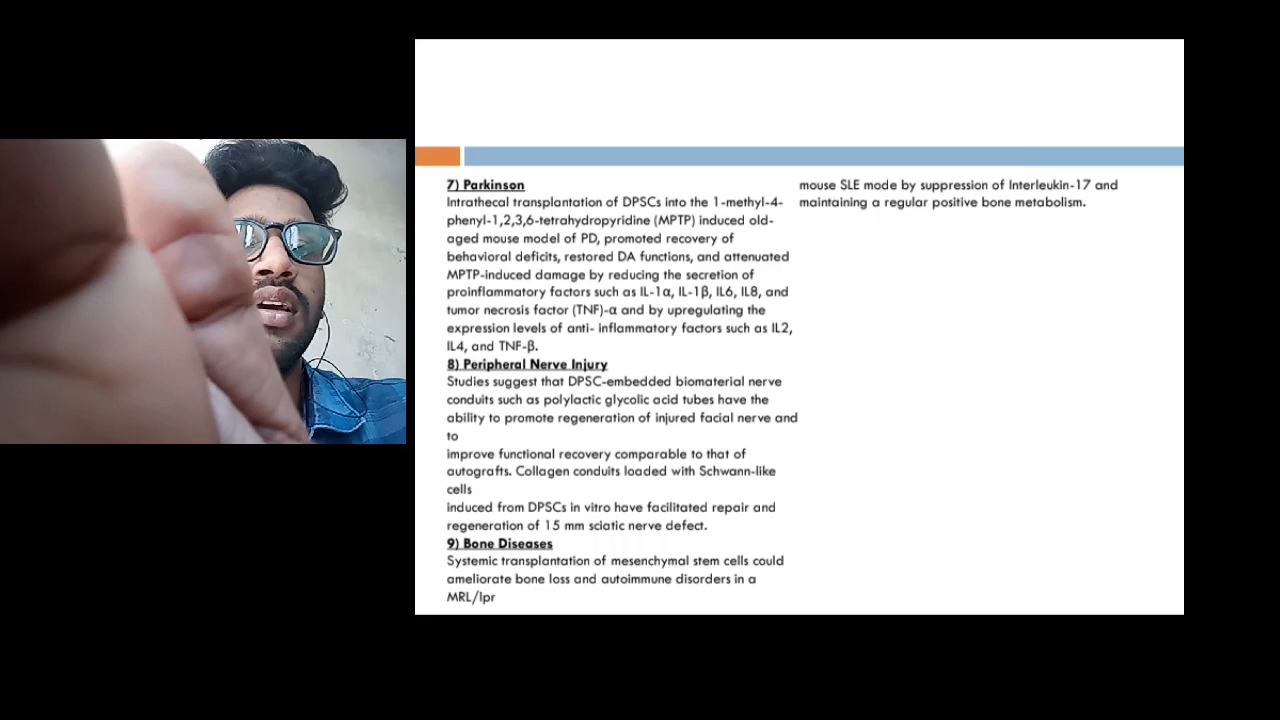 7) Parkinson
Intrathecal transplantation of DPSCs into the 1-methyl-4-
phenyl-1,2,3,6-tetrahydropyridine (MPTP) induced old-
aged mouse model of PD, promoted recovery of
behavioral deficits, restored DA functions, and attenuated
MPTP-induced damage by reducing the secretion of
proinflammatory factors such as IL-1α, IL-1β, IL6, IL8, and
tumor necrosis factor (TNF)-α and by upregulating the
expression levels of anti- inflammatory factors such as IL2,
IL4, and TNF-β.
8) Peripheral Nerve Injury
Studies suggest that DPSC-embedded biomaterial nerve
conduits such as polylactic glycolic acid tubes have the
ability to promote regeneration of injured facial nerve and
to
improve functional recovery comparable to that of
autografts. Collagen conduits loaded with Schwann-like
cells
induced from DPSCs in vitro have facilitated repair and
regeneration of 15 mm sciatic nerve defect.
9) Bone Diseases
Systemic transplantation of mesenchymal stem cells could
ameliorate bone loss and autoimmune disorders in a
MRL/lpr
mouse SLE mode by suppression of Interleukin-17 and
maintaining a regular positive bone metabolism.